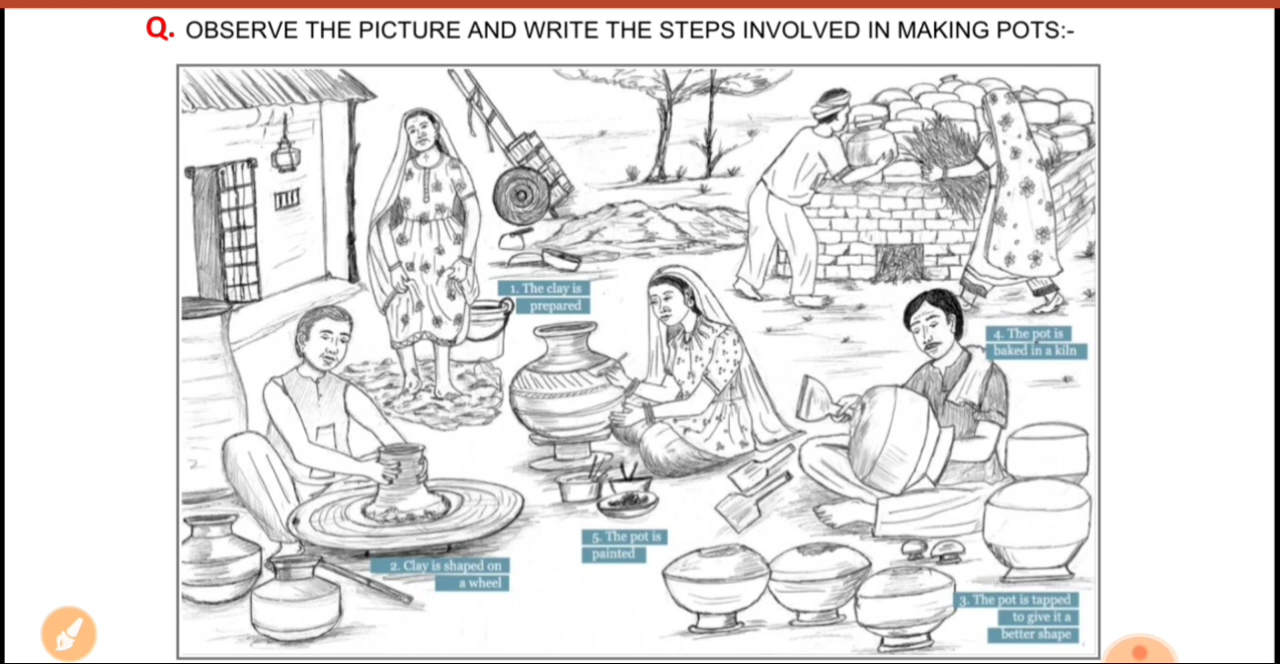 Q. OBSERVE THE PICTURE AND WRITE THE STEPS INVOLVED IN MAKING POTS:-
1. The clay is
prepared
2. Clay is shaped on
a wheel
3. The pot is tapped
to give it a
better shape
4. The pot is
baked in a kiln
5. The pot is
painted